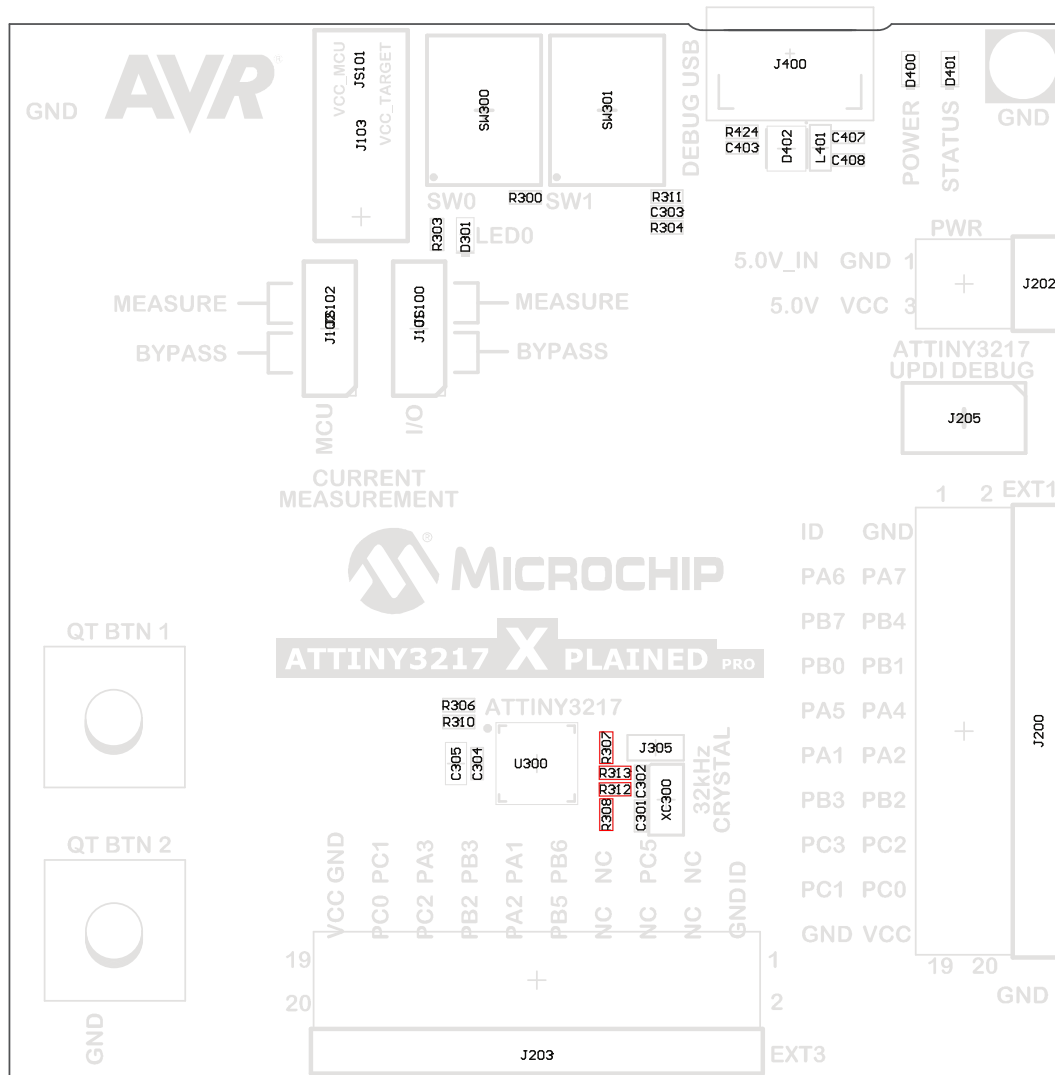 AVR
GND
VCC_MCU
VCC_TARGET
JS101
J103
SW300
SW301
DEBUG USB
J400
D400
D401
GND
R424
C403
D402
L401
C407
C408
POWER
STATUS
SW0
R300
SW1
R311
C303
R304
R303
D301
LED0
PWR
5.0V_IN GND 1
5.0V VCC 3
J202
MEASURE
BYPASS
JS102
JS100
MEASURE
BYPASS
MCU
I/O
ATTINY3217
UPDI DEBUG
J205
CURRENT
MEASUREMENT
1 2 EXT1
ID GND
PA6 PA7
PB7 PB4
PB0 PB1
PA5 PA4
PA1 PA2
PB3 PB2
PC3 PC2
PC1 PC0
GND VCC
19 20
J200
GND
® MICROCHIP
ATTINY3217 X PLAINED PRO
QT BTN 1
R306
R310
ATTINY3217
C305
C304
U300
R307
R313
R312
R308
J305
C302
C301
XC300
32kHz
CRYSTAL
QT BTN 2
VCC GND
PC0 PC1
PC2 PA3
PB2 PB3
PA2 PA1
PB5 PB6
NC NC
NC PC5
NC NC
GND ID
19
20
1
2
GND
J203
EXT3